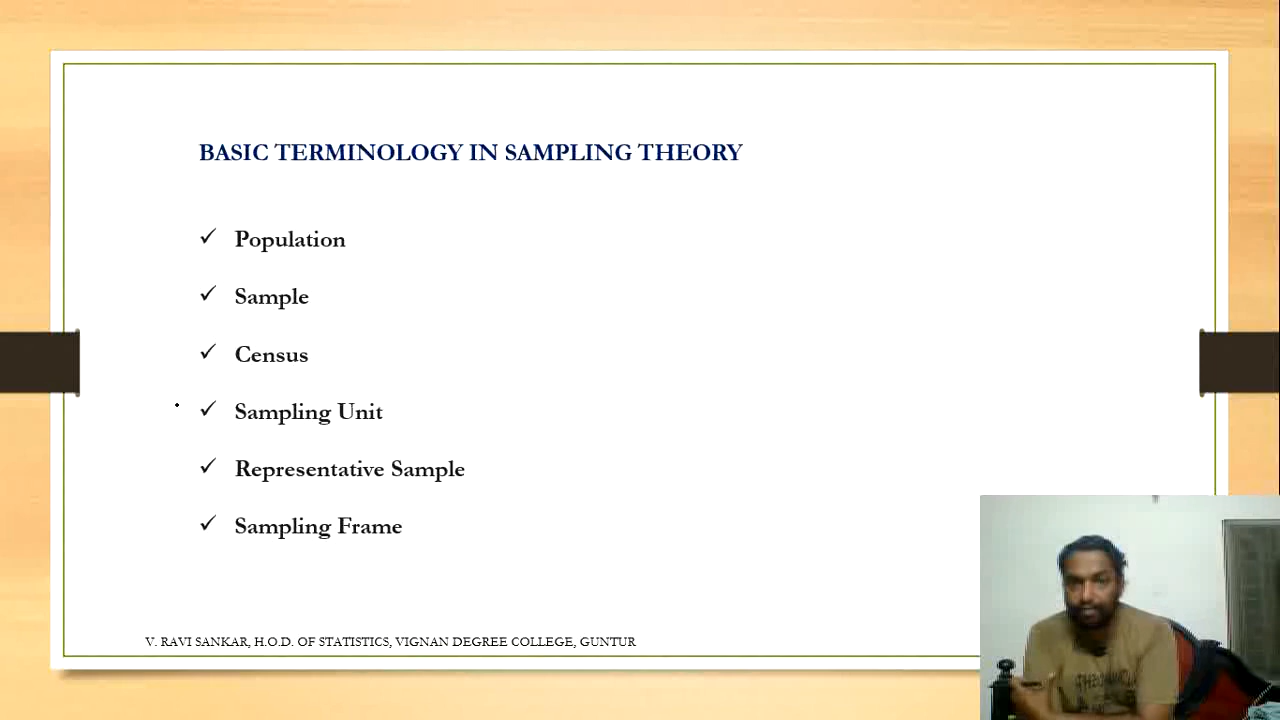 BASIC TERMINOLOGY IN SAMPLING THEORY
✓ Population
✓ Sample
✓ Census
✓ Sampling Unit
✓ Representative Sample
✓ Sampling Frame
V. RAVI SANKAR, H.O.D. OF STATISTICS, VIGNAN DEGREE COLLEGE, GUNTUR